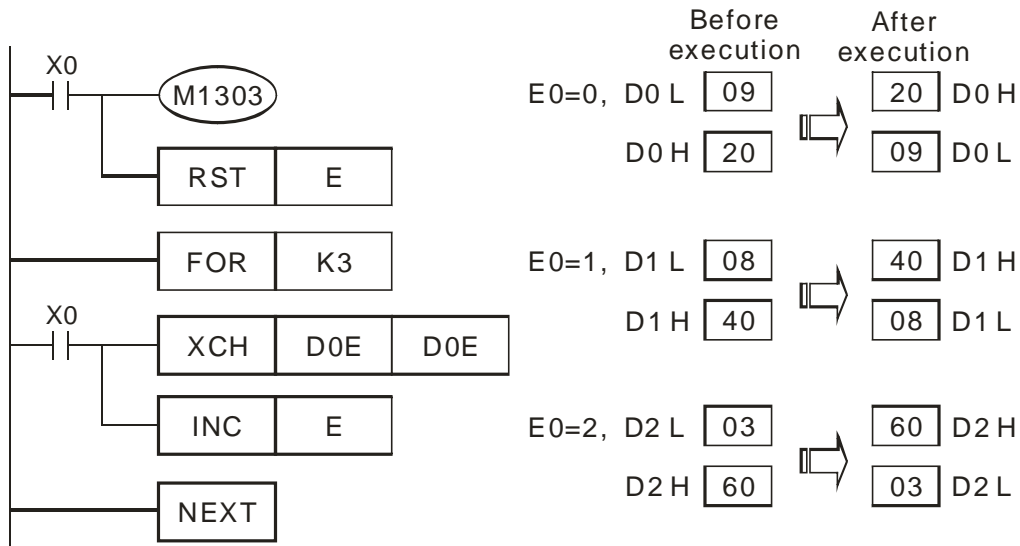 X0
M1303
RST E
FOR K3
X0
XCH D0E D0E
INC E
NEXT
Before execution
After execution
E0=0, D0 L 09 20 D0 H
D0 H 20 09 D0 L
E0=1, D1 L 08 40 D1 H
D1 H 40 08 D1 L
E0=2, D2 L 03 60 D2 H
D2 H 60 03 D2 L